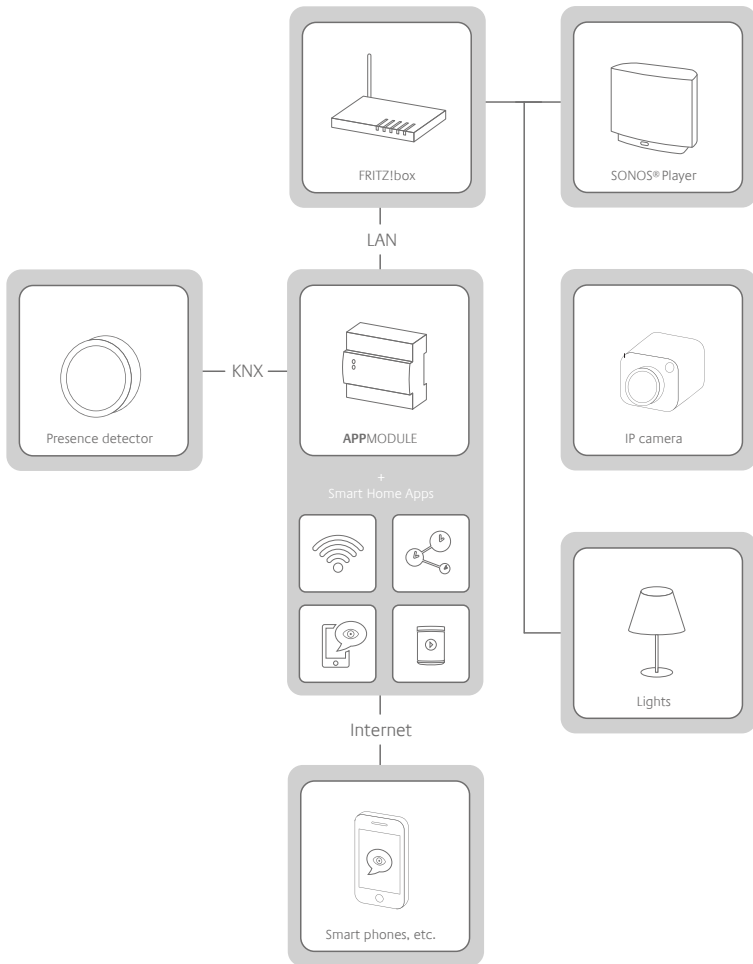 FRITZ!box
SONOS® Player
LAN
Presence detector
KNX
APPMODULE
IP camera
+
Smart Home Apps
Lights
Internet
Smart phones, etc.